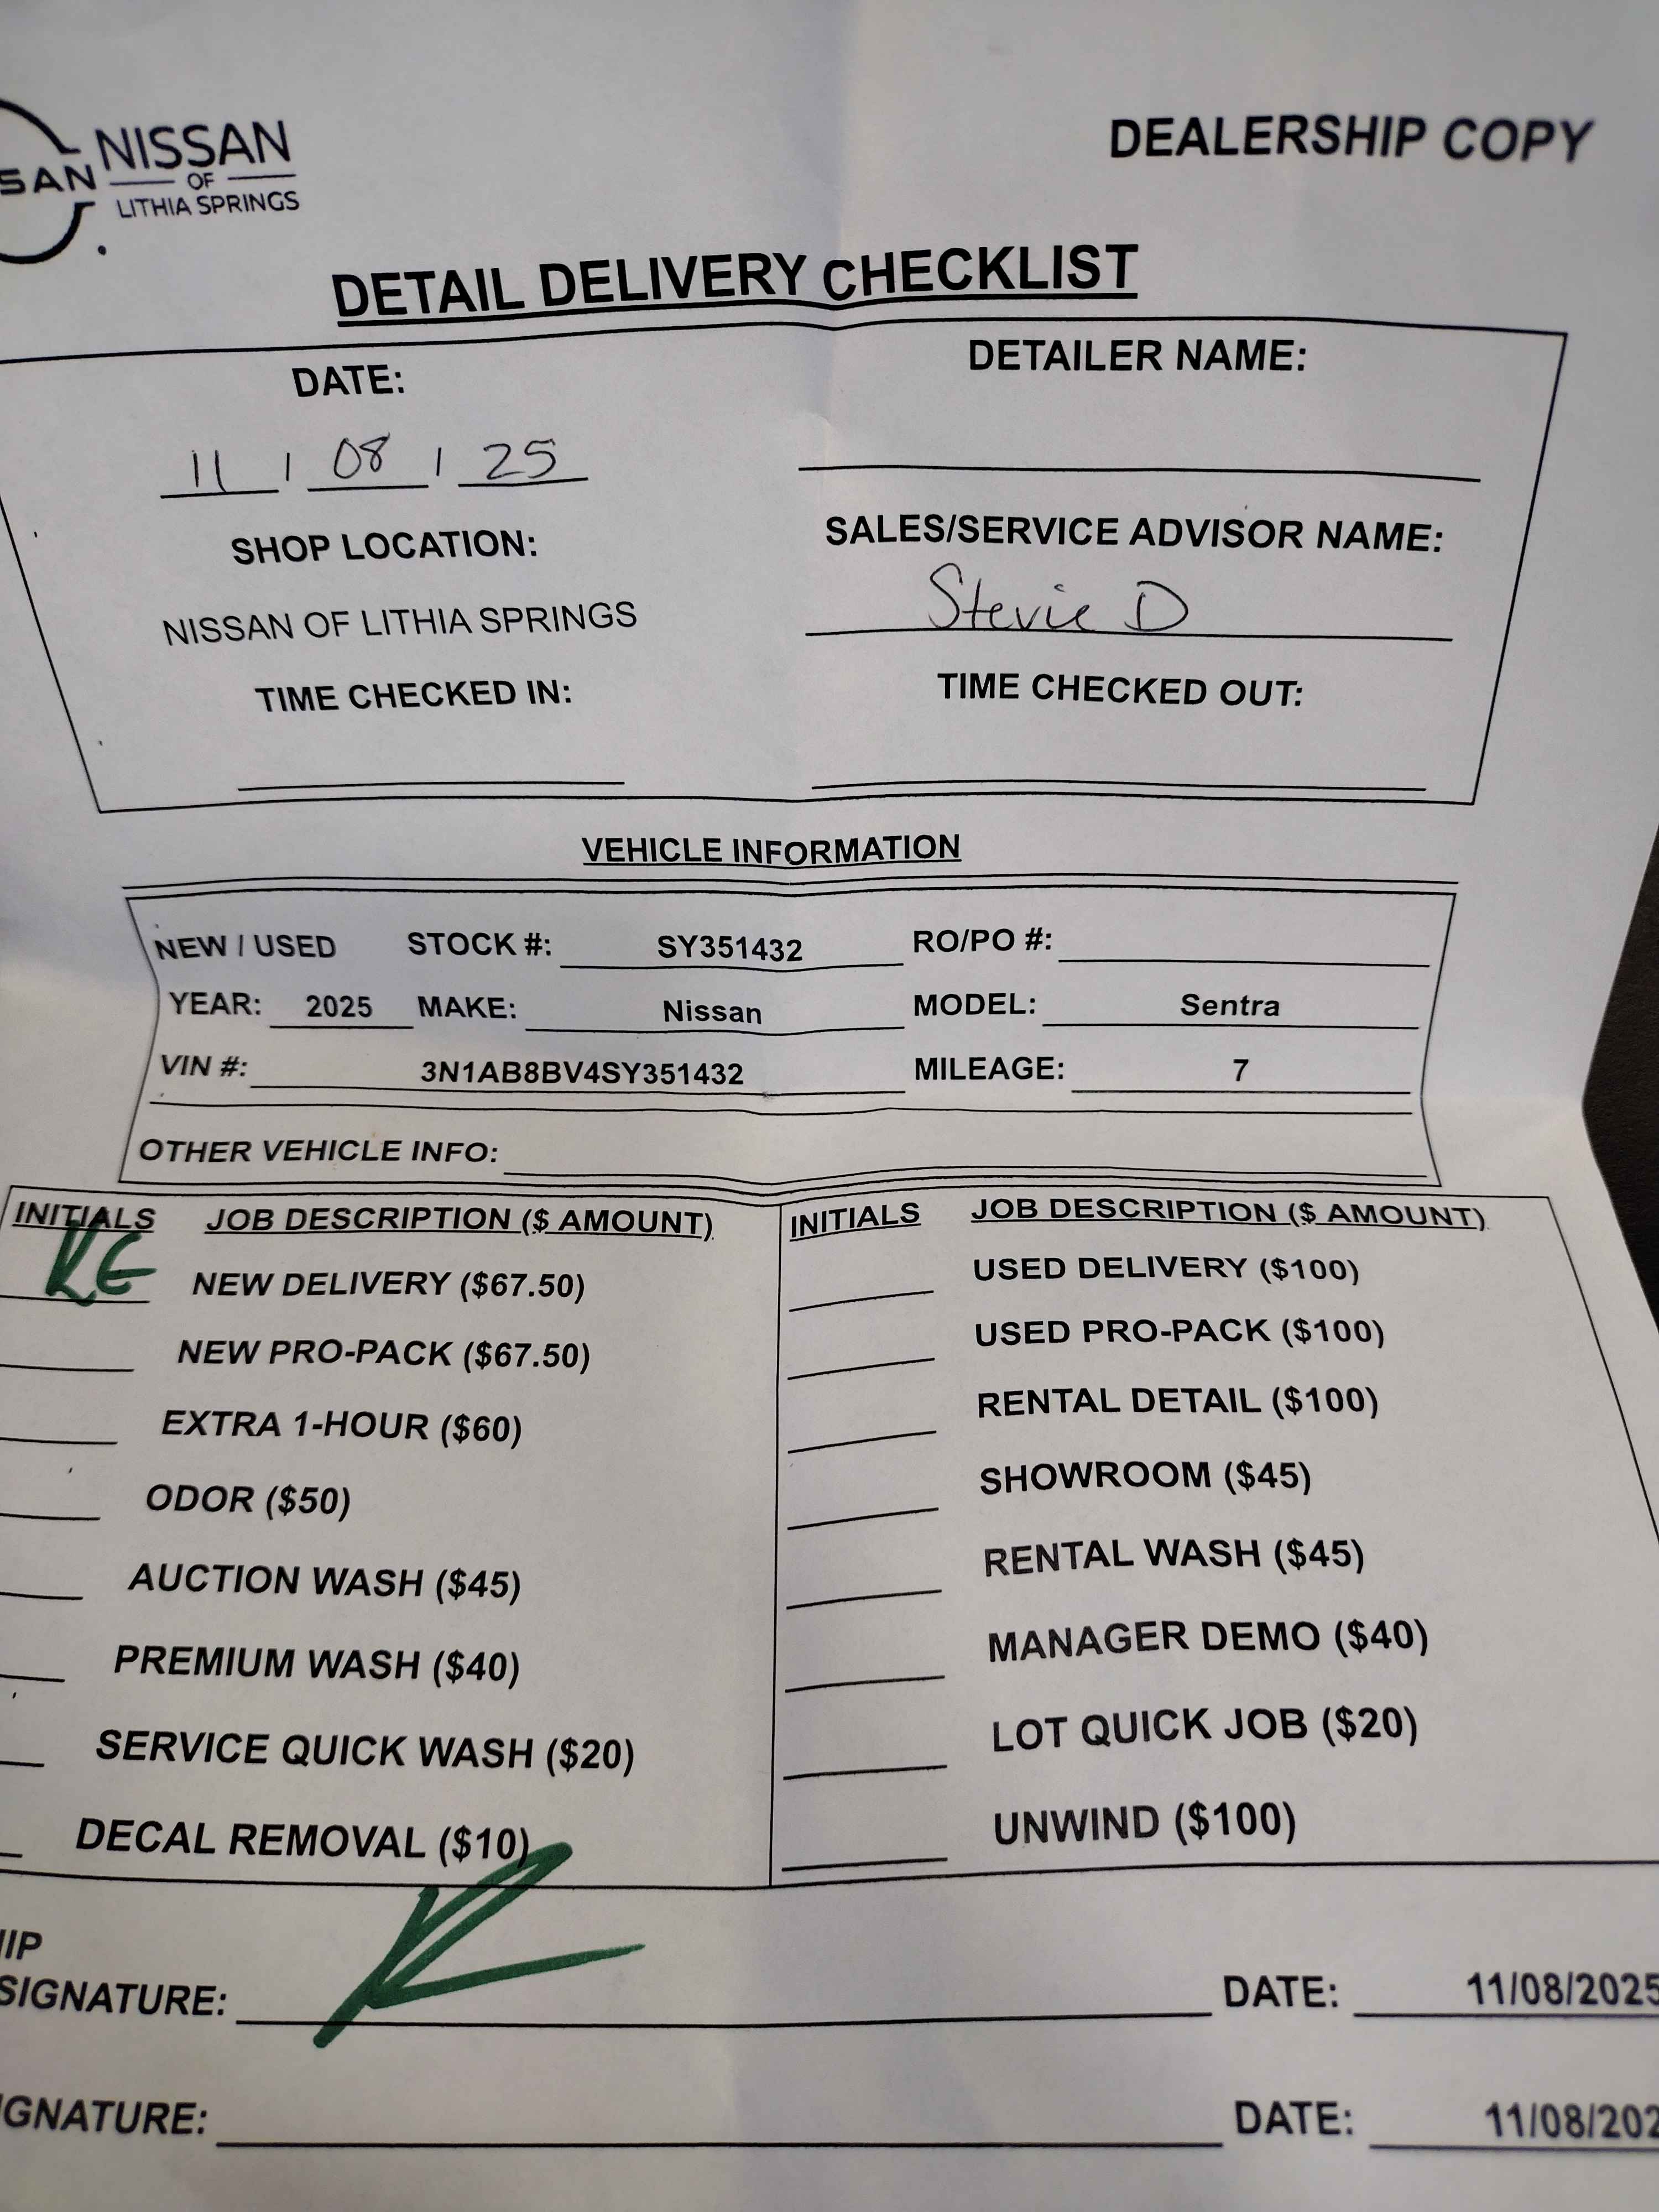 SAN NISSAN
OF
LITHIA SPRINGS
DEALERSHIP COPY
DETAIL DELIVERY CHECKLIST
DATE:
11 / 08 / 25
DETAILER NAME:
SHOP LOCATION:
NISSAN OF LITHIA SPRINGS
SALES/SERVICE ADVISOR NAME:
Stevie D
TIME CHECKED IN:
TIME CHECKED OUT:
VEHICLE INFORMATION
NEW / USED STOCK #: SY351432 RO/PO #:
YEAR: 2025 MAKE: Nissan MODEL: Sentra
VIN #: 3N1AB8BV4SY351432 MILEAGE: 7
OTHER VEHICLE INFO:
INITIALS JOB DESCRIPTION ($ AMOUNT)
KE NEW DELIVERY ($67.50)
NEW PRO-PACK ($67.50)
EXTRA 1-HOUR ($60)
ODOR ($50)
AUCTION WASH ($45)
PREMIUM WASH ($40)
SERVICE QUICK WASH ($20)
DECAL REMOVAL ($10)
INITIALS JOB DESCRIPTION ($ AMOUNT)
USED DELIVERY ($100)
USED PRO-PACK ($100)
RENTAL DETAIL ($100)
SHOWROOM ($45)
RENTAL WASH ($45)
MANAGER DEMO ($40)
LOT QUICK JOB ($20)
UNWIND ($100)
HIP
SIGNATURE: DATE: 11/08/2025
IGNATURE: DATE: 11/08/202